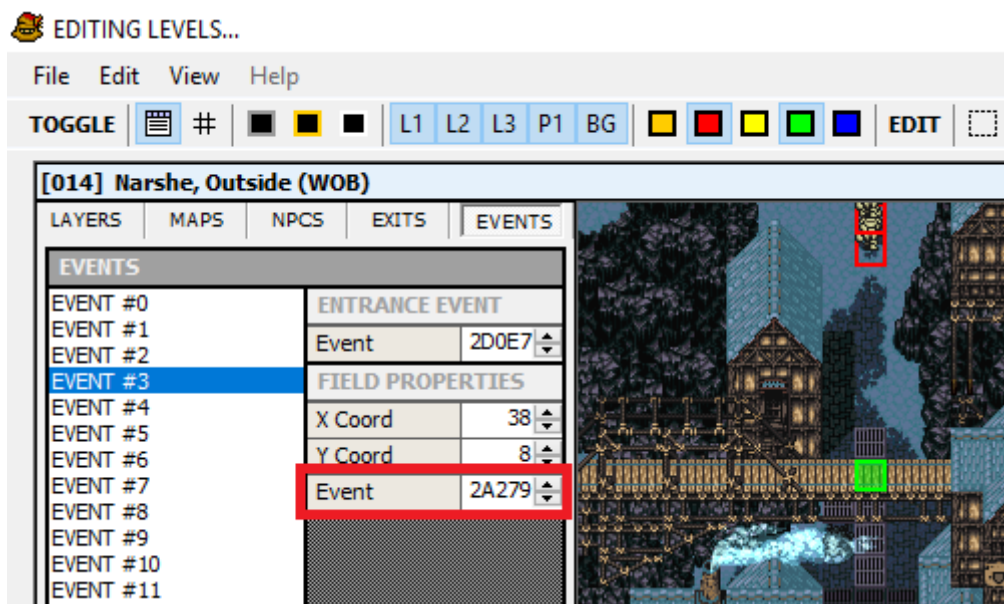 EDITING LEVELS...
File Edit View Help
TOGGLE L1 L2 L3 P1 BG EDIT
[014] Narshe, Outside (WOB)
LAYERS MAPS NPCS EXITS EVENTS
EVENTS
EVENT #0 ENTRANCE EVENT
EVENT #1 Event 2D0E7
EVENT #2
EVENT #3 FIELD PROPERTIES
EVENT #4 X Coord 38
EVENT #5
EVENT #6 Y Coord 8
EVENT #7 Event 2A279
EVENT #8
EVENT #9
EVENT #10
EVENT #11